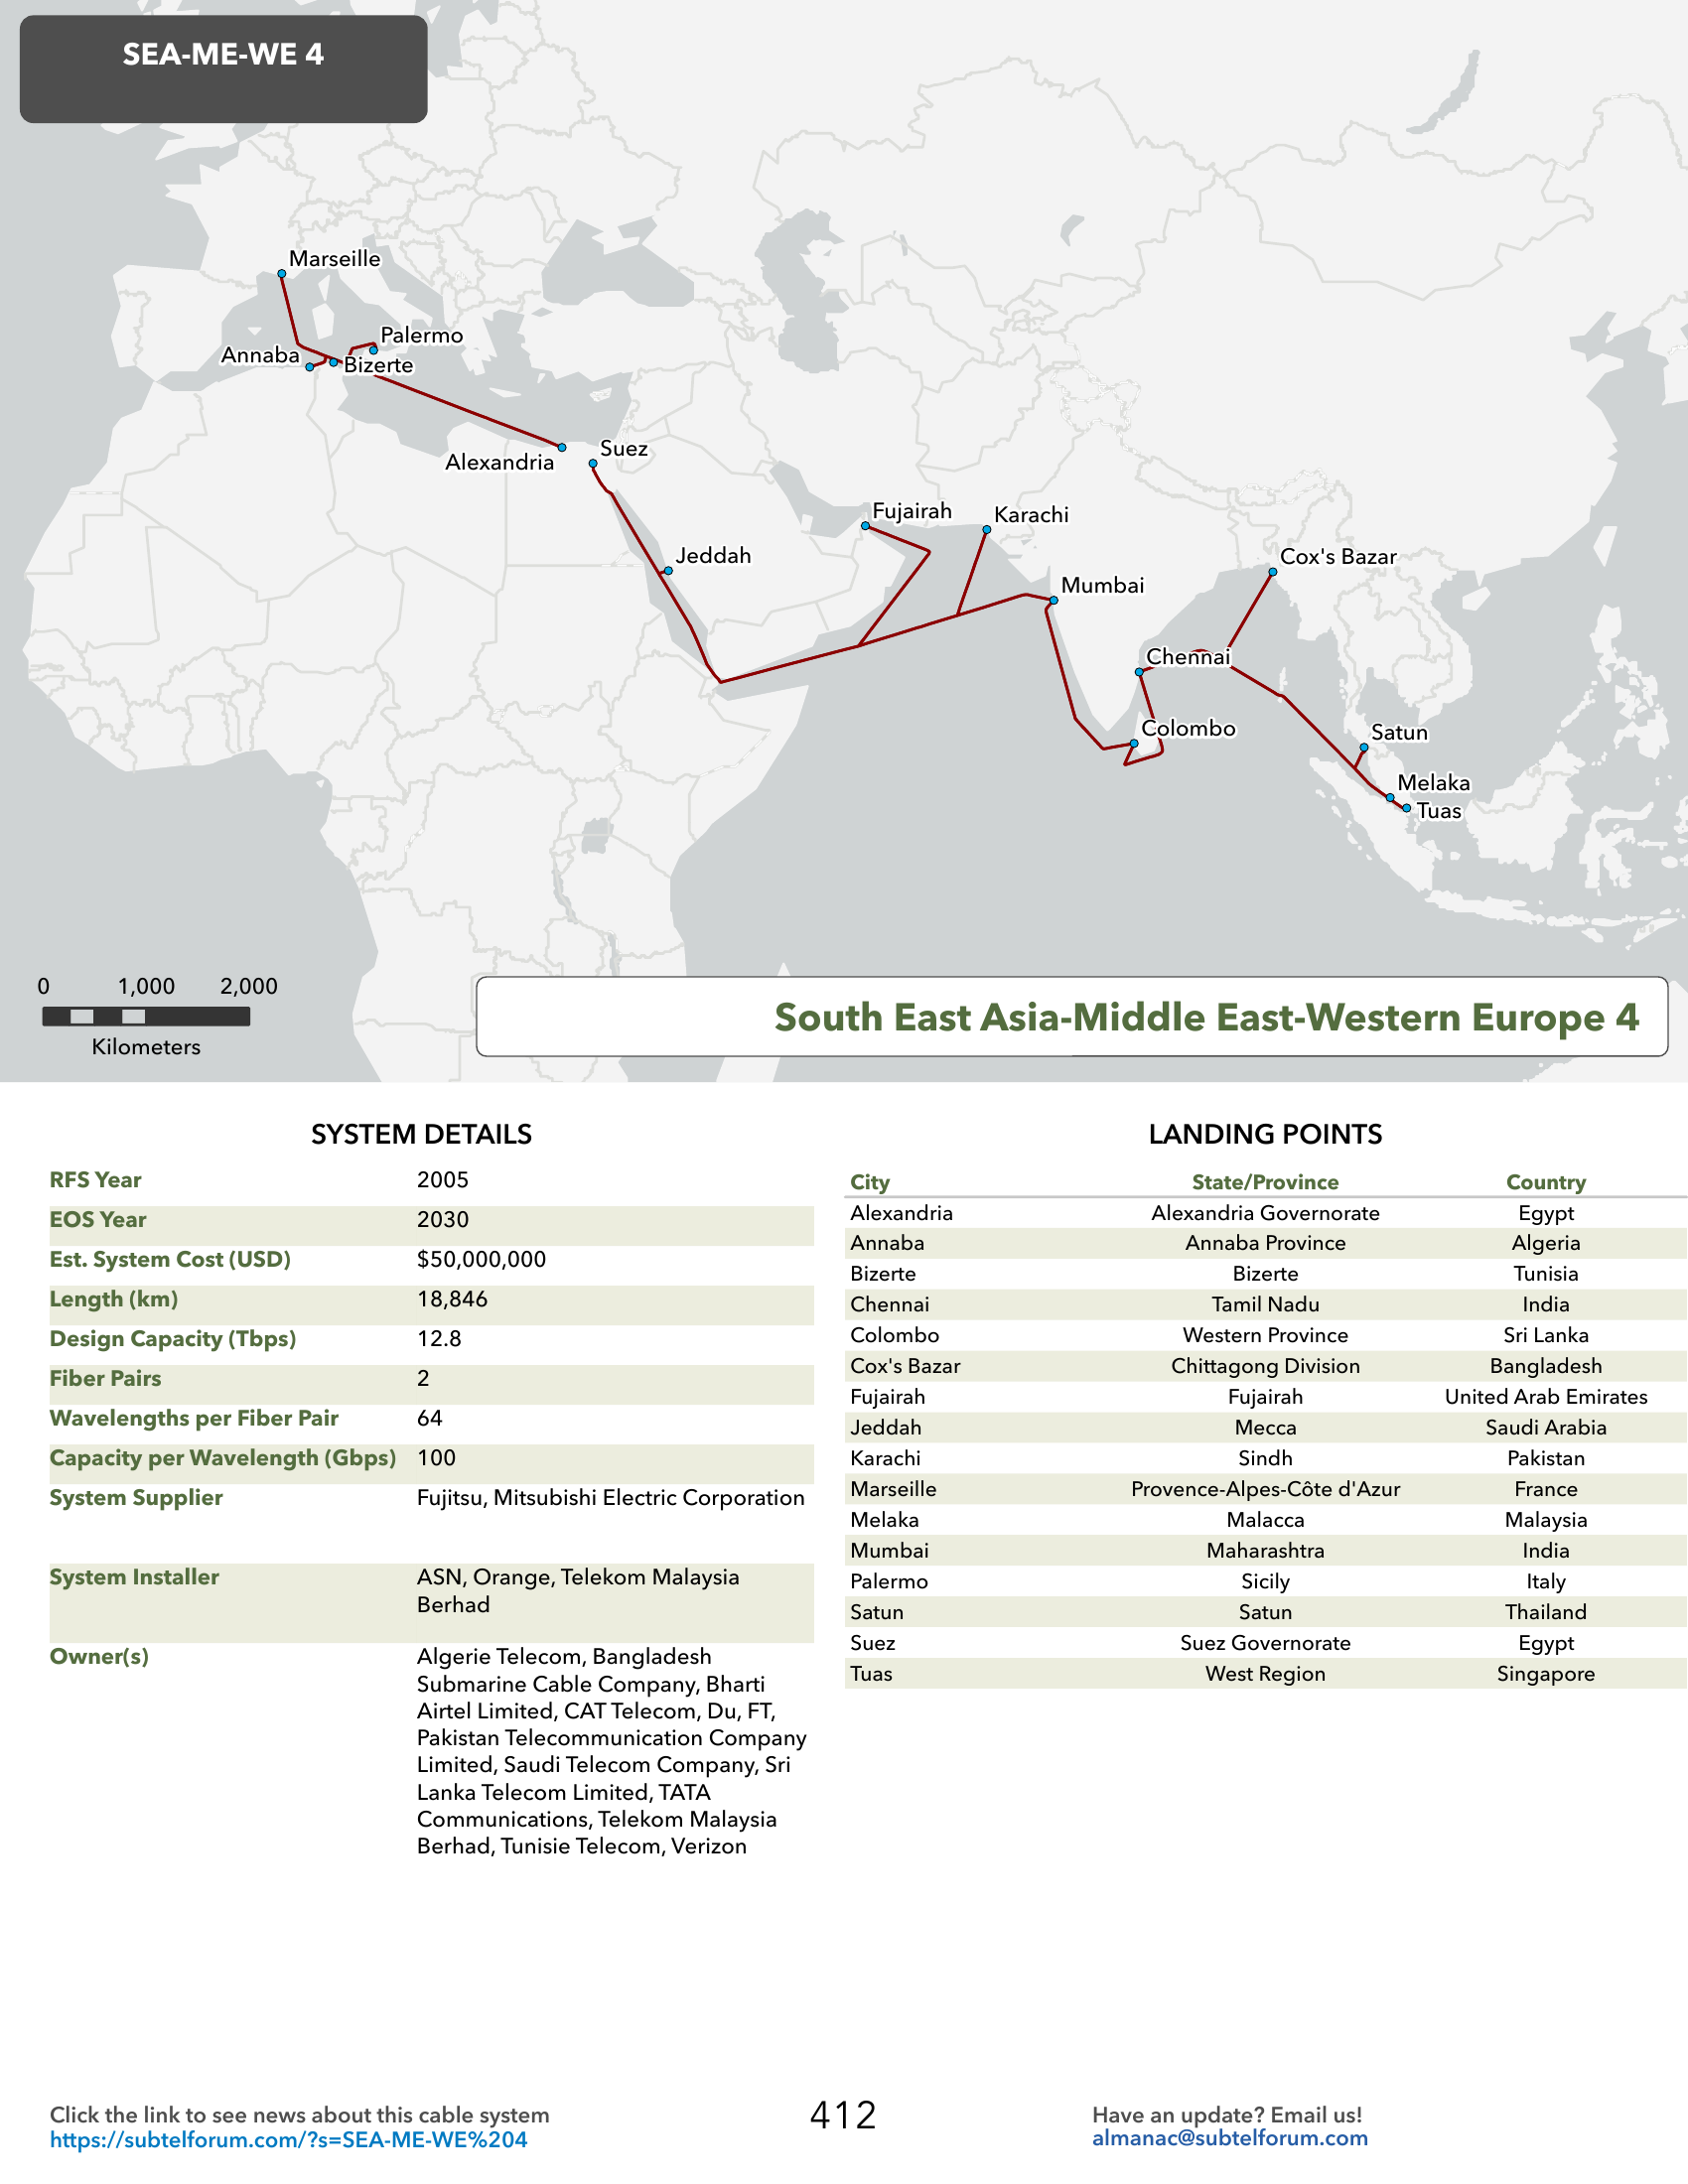 SEA-ME-WE 4
Marseille
Palermo
Annaba
Bizerte
Alexandria
Suez
Jeddah
Fujairah
Karachi
Mumbai
Cox's Bazar
Chennai
Colombo
Satun
Melaka
Tuas
0 1,000 2,000
Kilometers
South East Asia-Middle East-Western Europe 4
SYSTEM DETAILS
RFS Year 2005
EOS Year 2030
Est. System Cost (USD) $50,000,000
Length (km) 18,846
Design Capacity (Tbps) 12.8
Fiber Pairs 2
Wavelengths per Fiber Pair 64
Capacity per Wavelength (Gbps) 100
System Supplier Fujitsu, Mitsubishi Electric Corporation
System Installer ASN, Orange, Telekom Malaysia
Berhad
Owner(s) Algerie Telecom, Bangladesh
Submarine Cable Company, Bharti
Airtel Limited, CAT Telecom, Du, FT,
Pakistan Telecommunication Company
Limited, Saudi Telecom Company, Sri
Lanka Telecom Limited, TATA
Communications, Telekom Malaysia
Berhad, Tunisie Telecom, Verizon
LANDING POINTS
City State/Province Country
Alexandria Alexandria Governorate Egypt
Annaba Annaba Province Algeria
Bizerte Bizerte Tunisia
Chennai Tamil Nadu India
Colombo Western Province Sri Lanka
Cox's Bazar Chittagong Division Bangladesh
Fujairah Fujairah United Arab Emirates
Jeddah Mecca Saudi Arabia
Karachi Sindh Pakistan
Marseille Provence-Alpes-Côte d'Azur France
Melaka Malacca Malaysia
Mumbai Maharashtra India
Palermo Sicily Italy
Satun Satun Thailand
Suez Suez Governorate Egypt
Tuas West Region Singapore
Click the link to see news about this cable system
https://subtelforum.com/?s=SEA-ME-WE%204
412
Have an update? Email us!
almanac@subtelforum.com